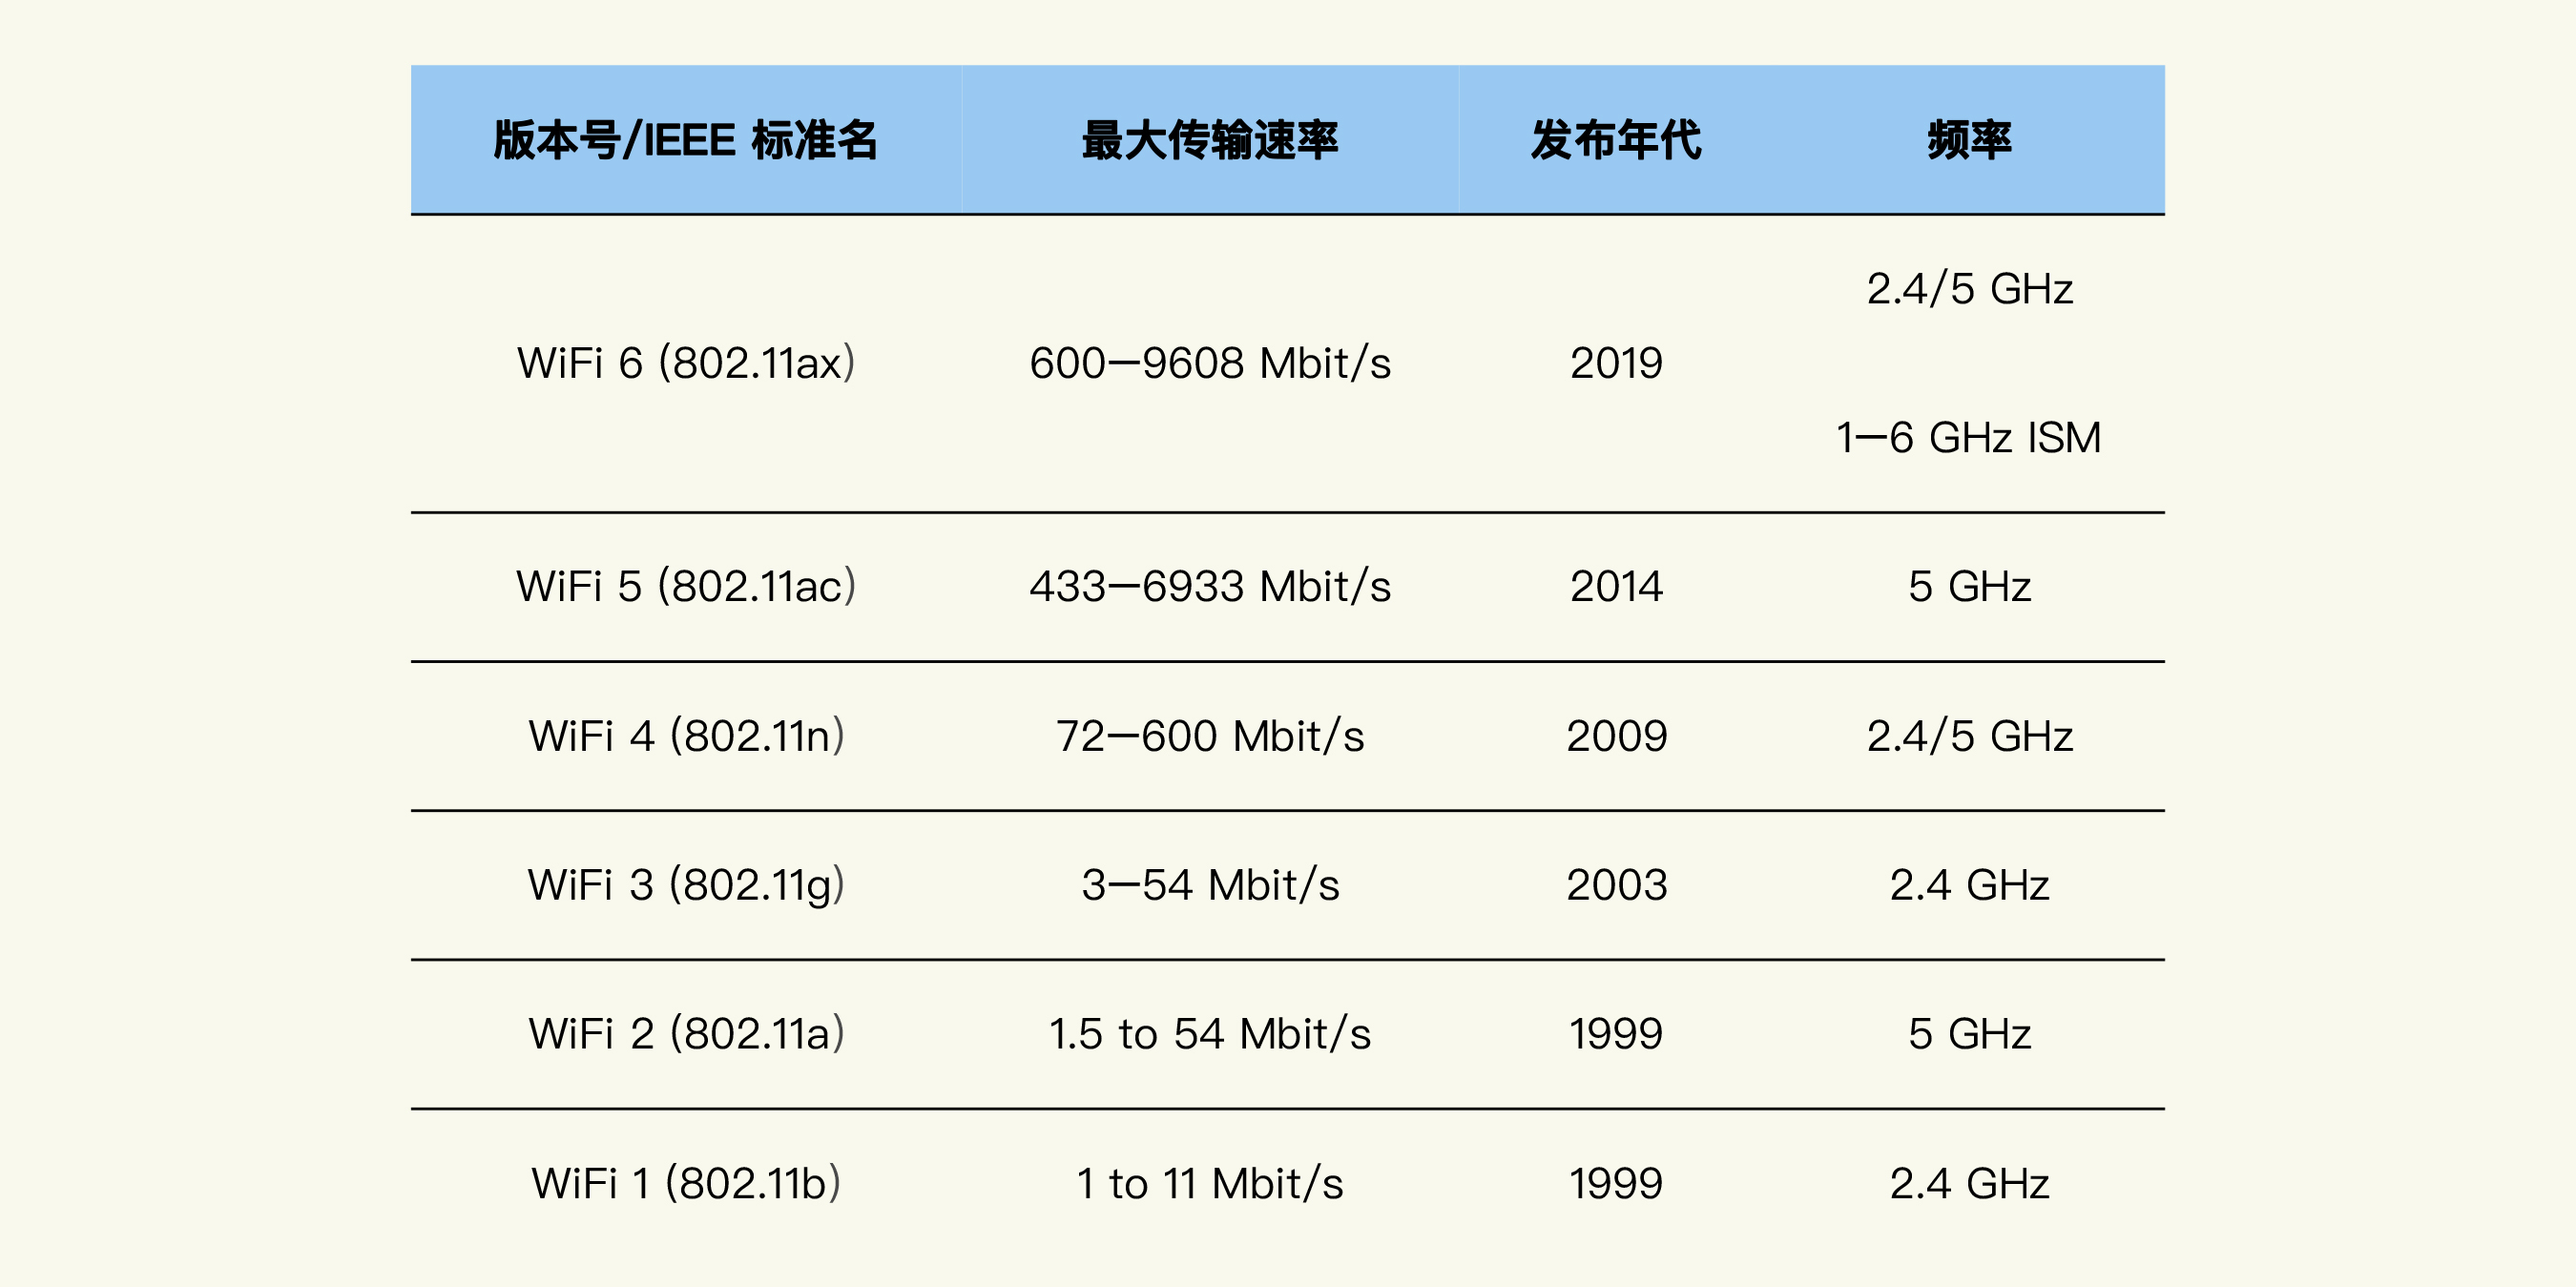 版本号/IEEE 标准名 最大传输速率 发布年代 频率
2.4/5 GHz
WiFi 6 (802.11ax) 600—9608 Mbit/s 2019
1—6 GHz ISM
WiFi 5 (802.11ac) 433—6933 Mbit/s 2014 5 GHz
WiFi 4 (802.11n) 72—600 Mbit/s 2009 2.4/5 GHz
WiFi 3 (802.11g) 3—54 Mbit/s 2003 2.4 GHz
WiFi 2 (802.11a) 1.5 to 54 Mbit/s 1999 5 GHz
WiFi 1 (802.11b) 1 to 11 Mbit/s 1999 2.4 GHz